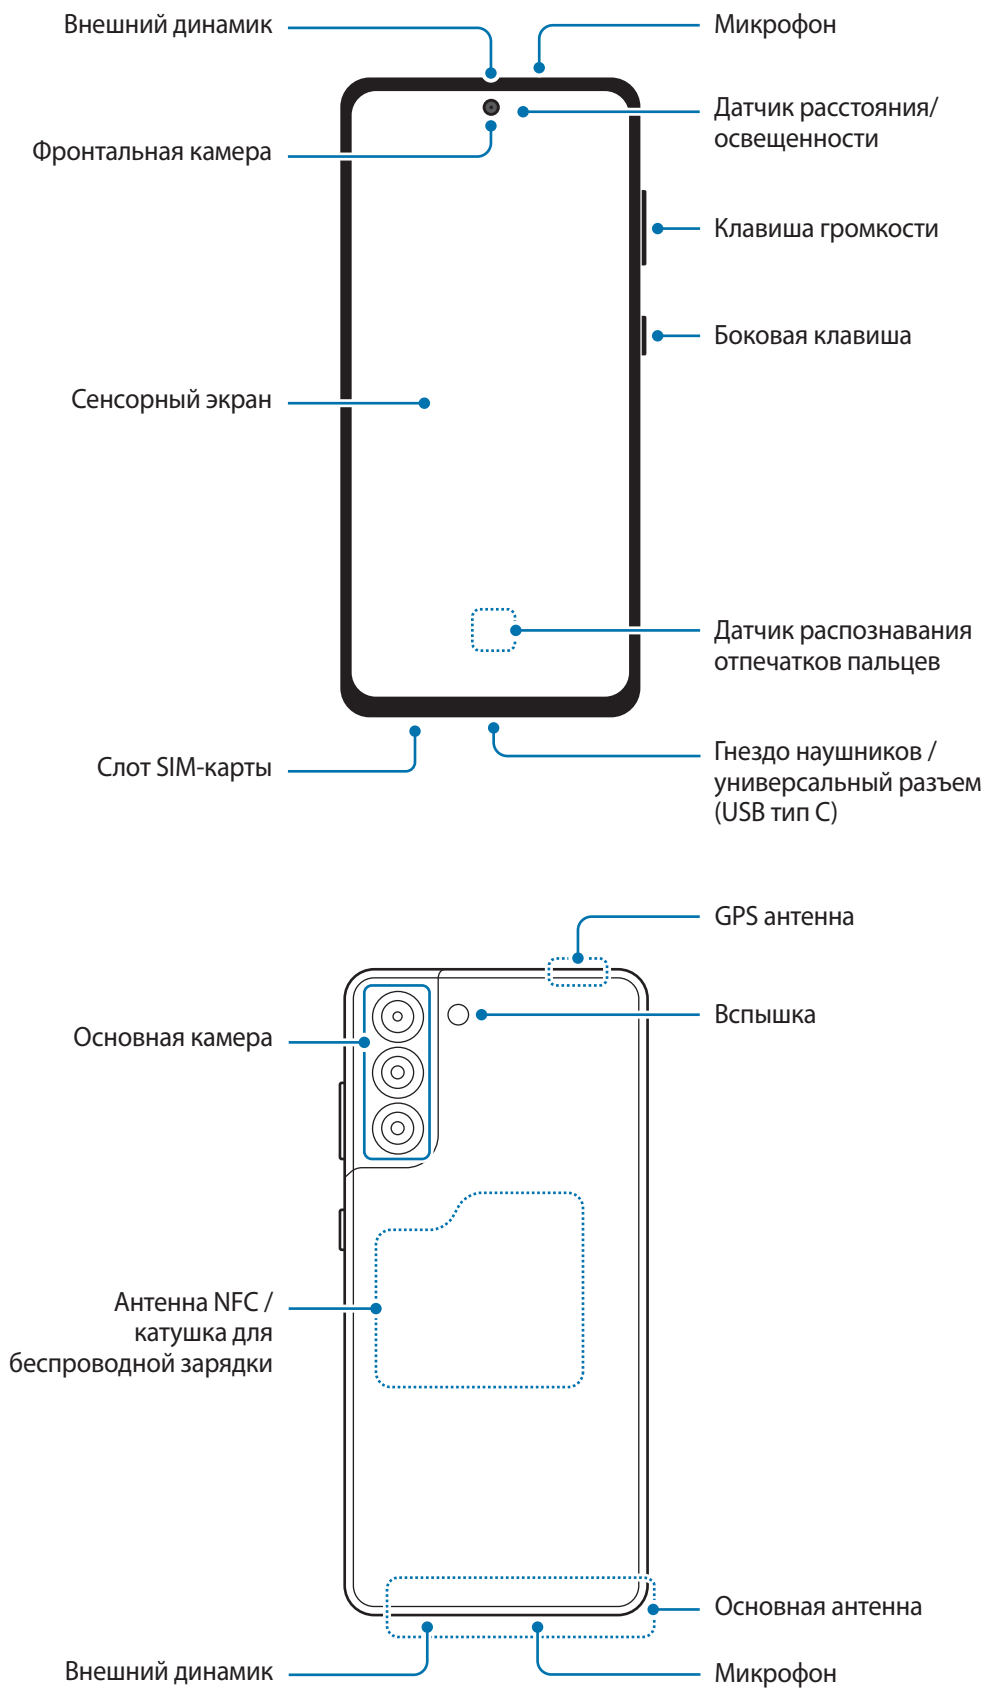 Внешний динамик
Микрофон
Датчик расстояния/
освещенности
Фронтальная камера
Клавиша громкости
Боковая клавиша
Сенсорный экран
Датчик распознавания
отпечатков пальцев
Слот SIM-карты
Гнездо наушников /
универсальный разъем
(USB тип C)
GPS антенна
Вспышка
Основная камера
Антенна NFC /
катушка для
беспроводной зарядки
Основная антенна
Внешний динамик
Микрофон